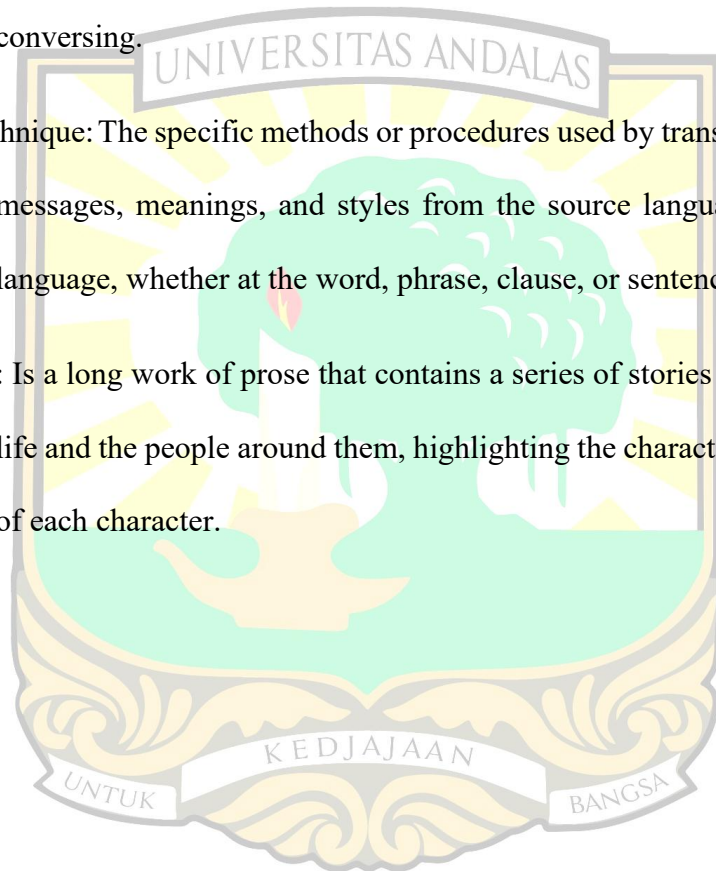 conversing.
UNIVERSITAS ANDALAS
hnique: The specific methods or procedures used by trans
messages, meanings, and styles from the source langua
language, whether at the word, phrase, clause, or sentenc
: Is a long work of prose that contains a series of stories
life and the people around them, highlighting the charact
of each character.
KEDJAJAAN
UNTUK
BANGSA